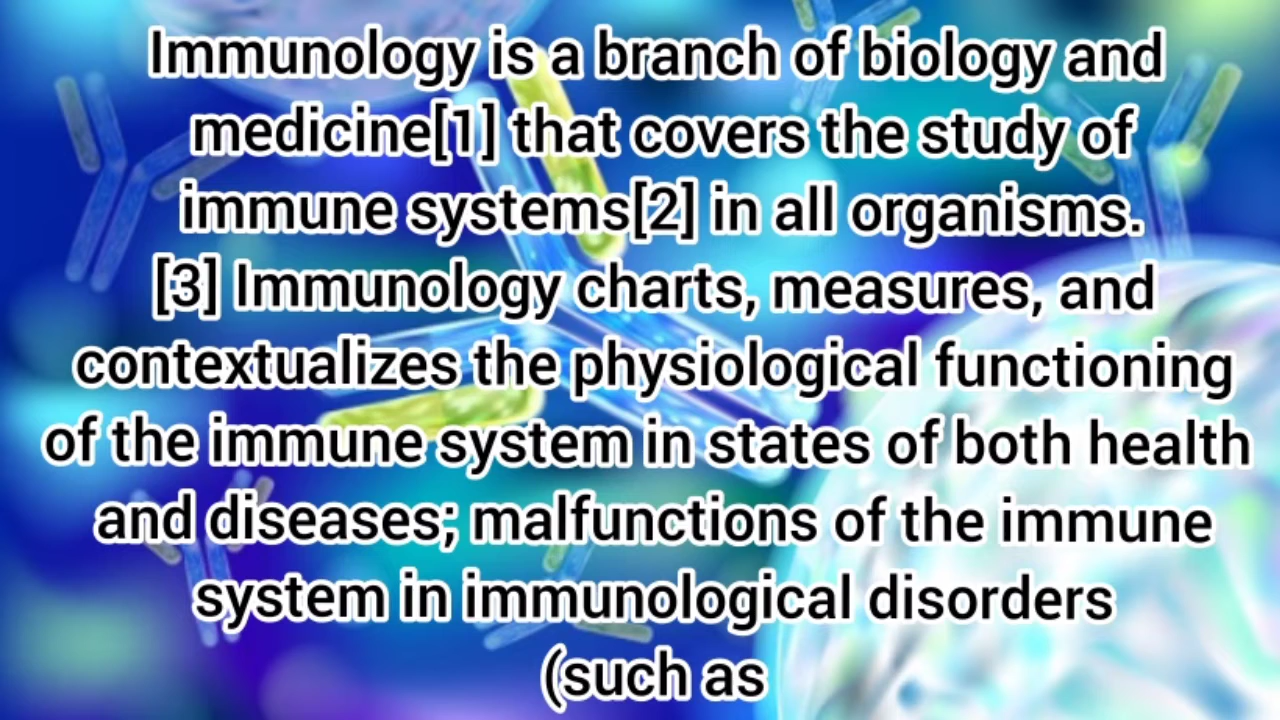 Immunology is a branch of biology and
medicine[1] that covers the study of
immune systems[2] in all organisms.
[3] Immunology charts, measures, and
contextualizes the physiological functioning
of the immune system in states of both health
and diseases; malfunctions of the immune
system in immunological disorders
(such as